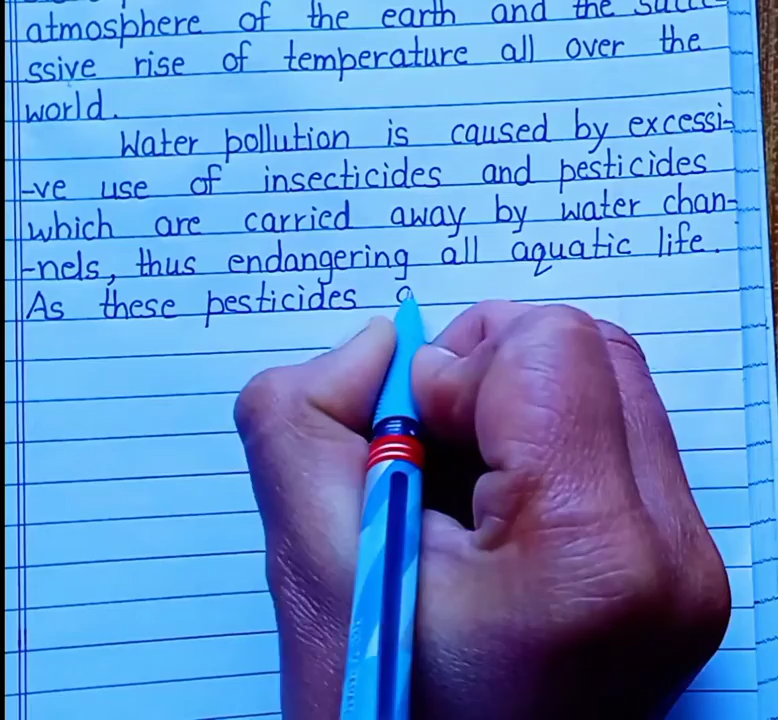 atmosphere of the earth and the succe-
ssive rise of temperature all over the
world.
Water pollution is caused by excessi-
-ve use of insecticides and pesticides
which are carried away by water chan-
-nels, thus endangering all aquatic life.
As these pesticides a